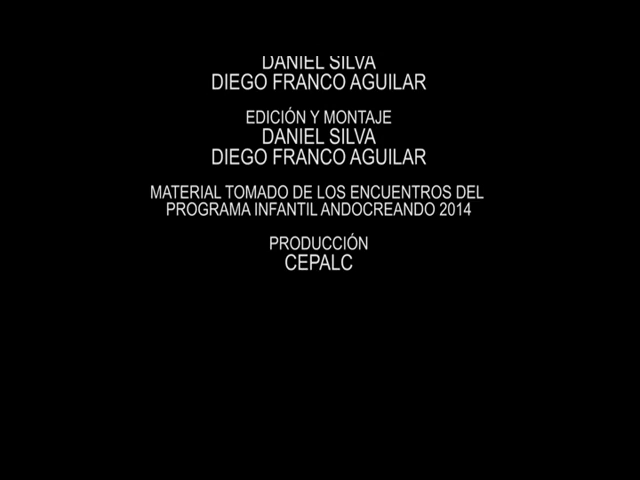 DANIEL SILVA
DIEGO FRANCO AGUILAR
EDICIÓN Y MONTAJE
DANIEL SILVA
DIEGO FRANCO AGUILAR
MATERIAL TOMADO DE LOS ENCUENTROS DEL
PROGRAMA INFANTIL ANDOCREANDO 2014
PRODUCCIÓN
CEPALC